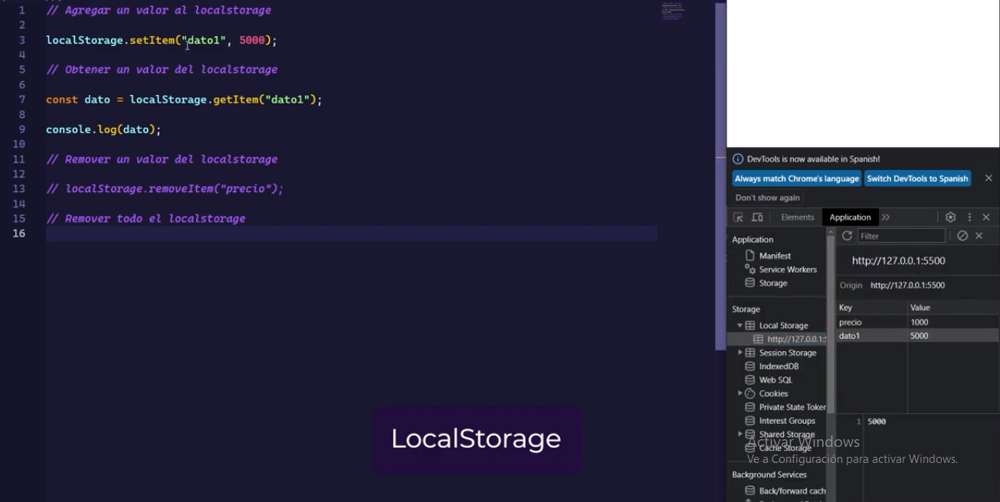 1 // Agregar un valor al localstorage
2
3 localStorage.setItem("dato1", 5000);
4
5 // Obtener un valor del localstorage
6
7 const dato = localStorage.getItem("dato1");
8
9 console.log(dato);
10
11 // Remover un valor del localstorage
12
13 // localStorage.removeItem("precio");
14
15 // Remover todo el localstorage
16
LocalStorage
DevTools is now available in Spanish!
Always match Chrome's language Switch DevTools to Spanish
Don't show again
Elements Application
Application
Manifest
Service Workers
Storage
Storage
Local Storage
http://127.0.0.1:5
Session Storage
IndexedDB
Web SQL
Cookies
Private State Token
Interest Groups
Shared Storage
Cache Storage
Background Services
Back/forward cach
Filter
http://127.0.0.1:5500
Origin http://127.0.0.1:5500
Key Value
precio 1000
dato1 5000
1 5000
Activar Windows
Ve a Configuración para activar Windows.